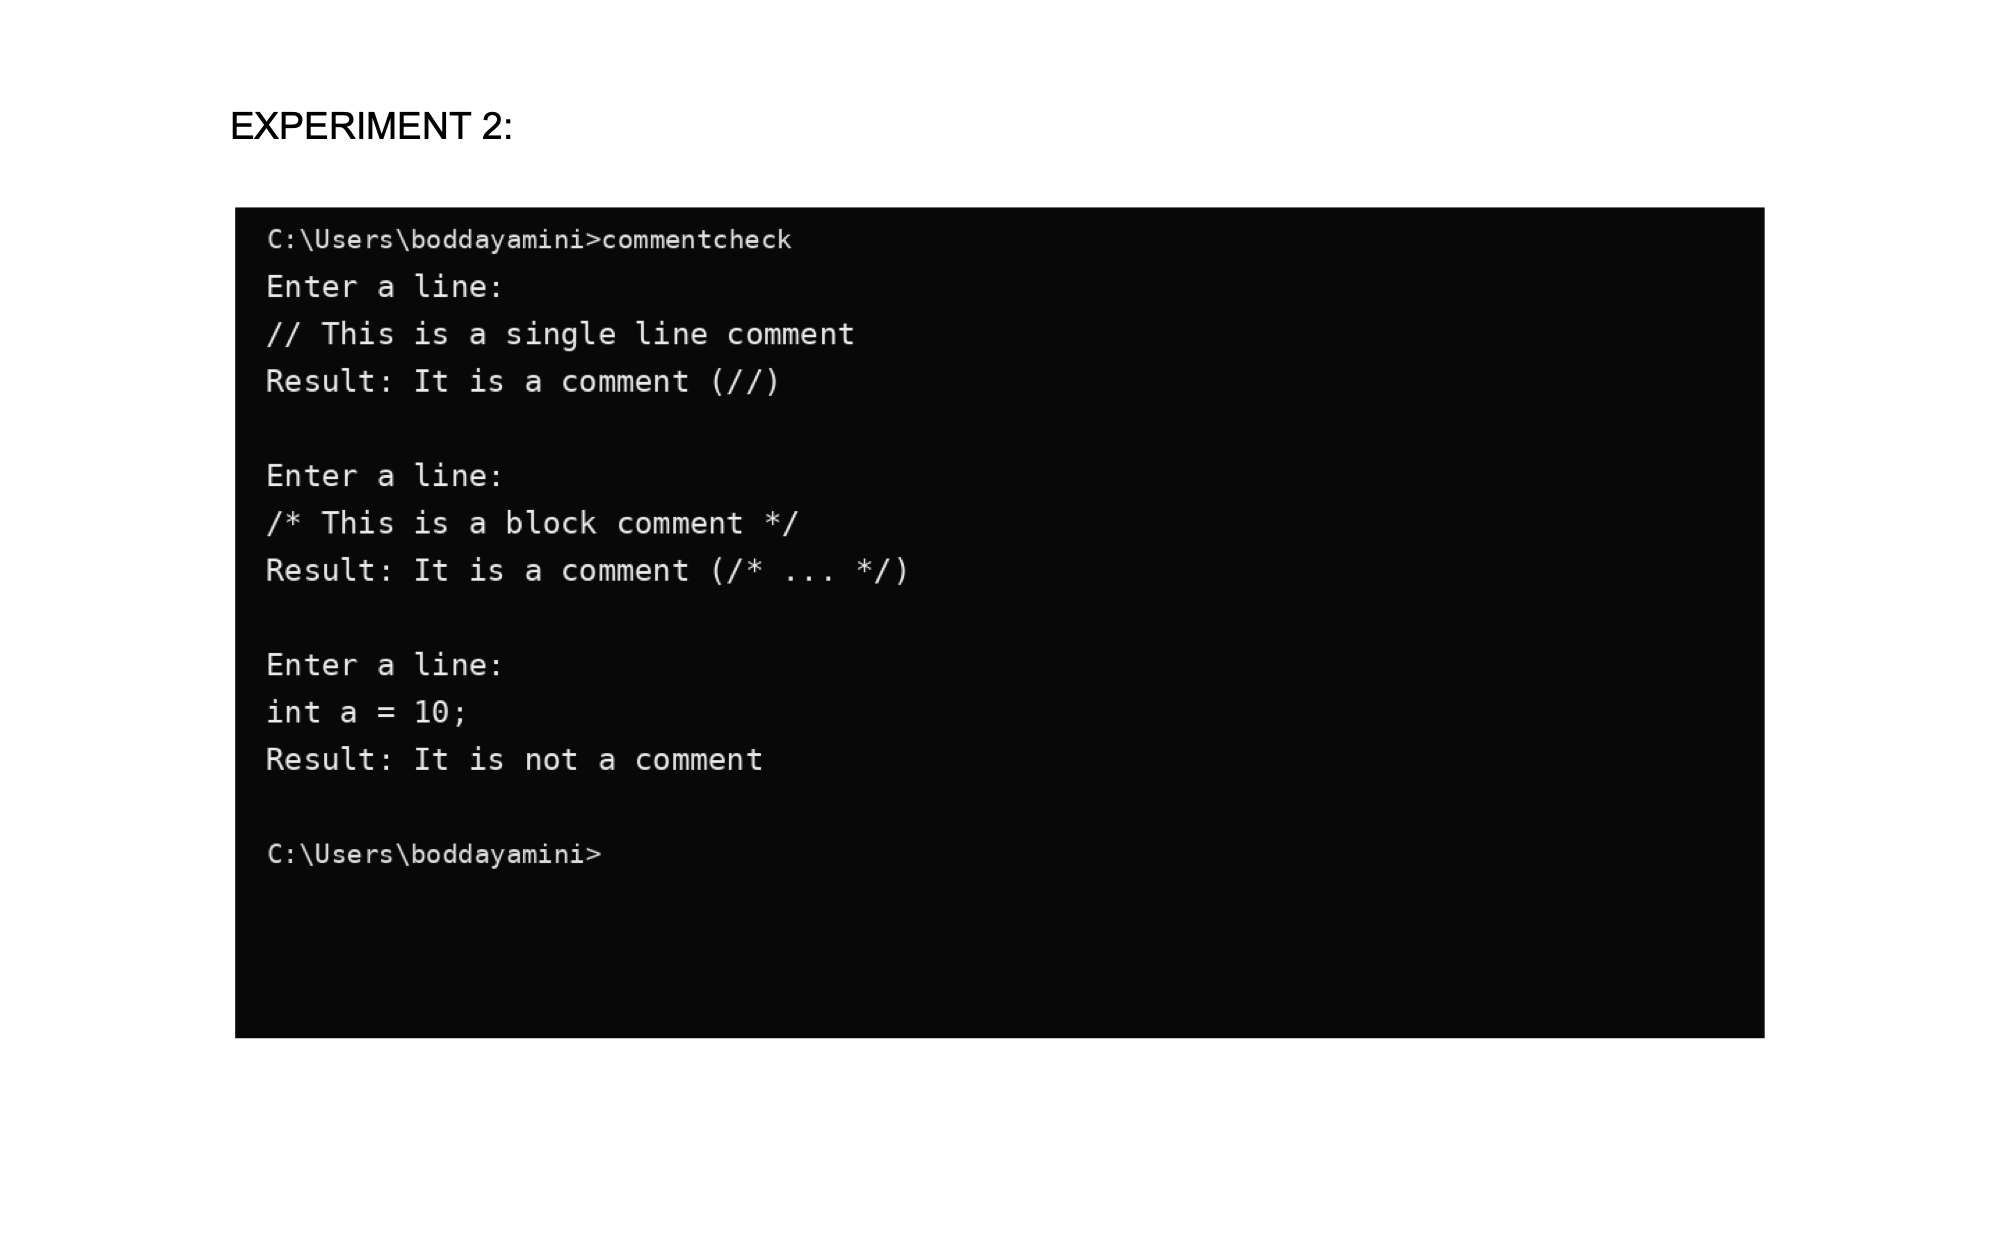 EXPERIMENT 2:
C:\Users\boddayamini>commentcheck
Enter a line:
// This is a single line comment
Result: It is a comment (//)
Enter a line:
/* This is a block comment */
Result: It is a comment (/* ... */)
Enter a line:
int a = 10;
Result: It is not a comment
C:\Users\boddayamini>